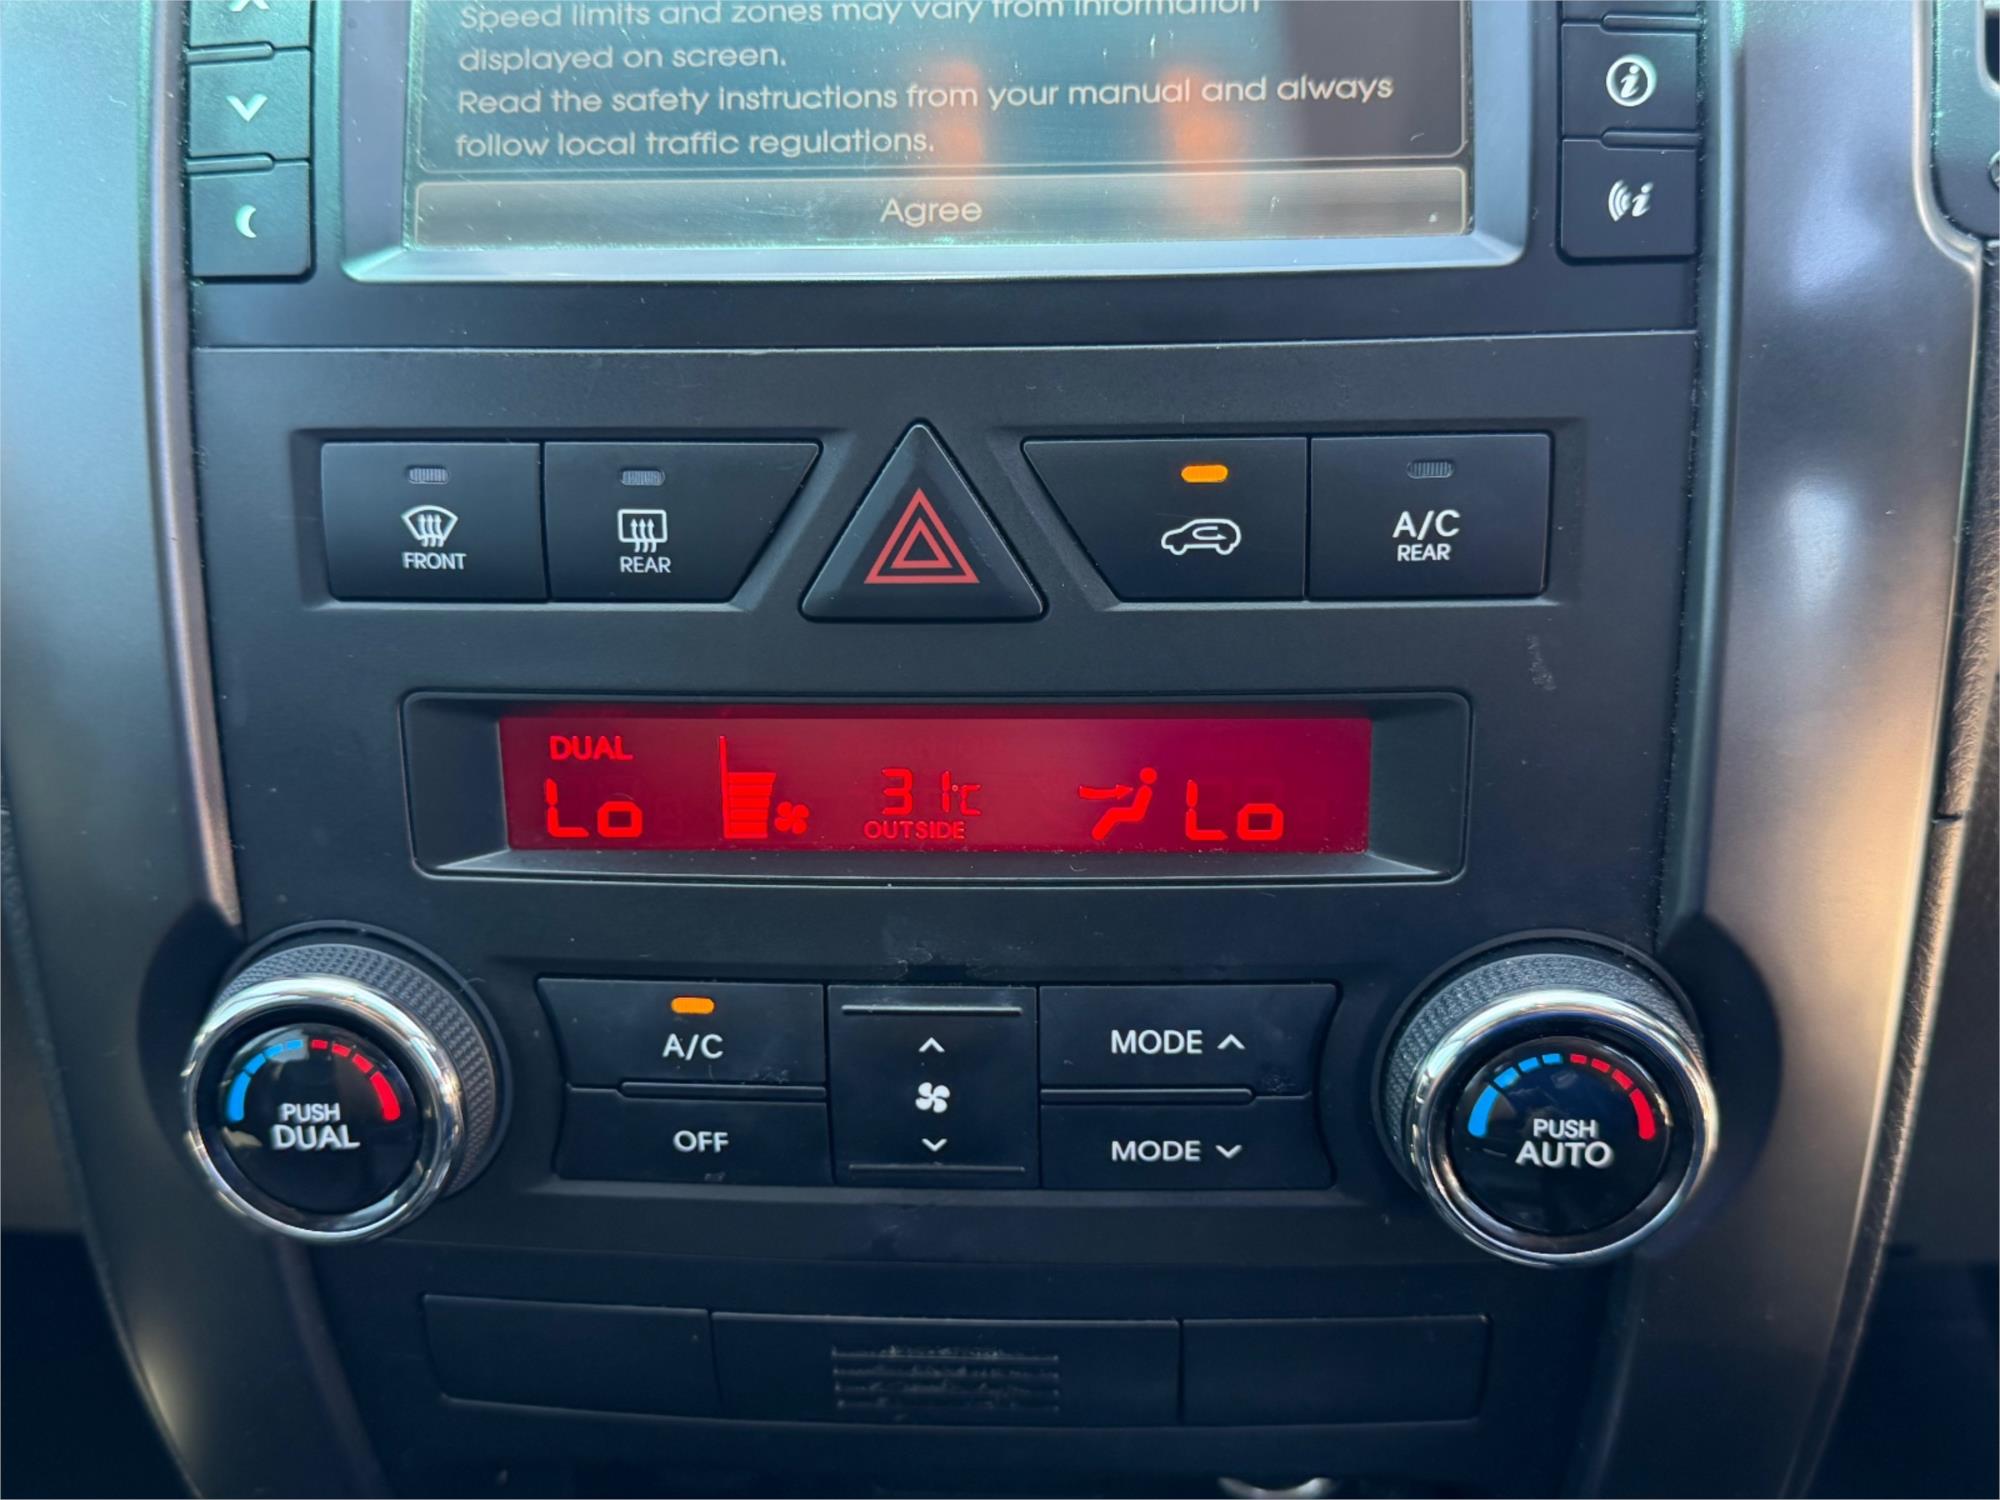 Speed limits and zones may vary from information
displayed on screen.
Read the safety instructions from your manual and always
follow local traffic regulations.
Agree
FRONT
REAR
A/C
REAR
DUAL
Lo
31°C
OUTSIDE
Lo
A/C
OFF
MODE
MODE
PUSH
DUAL
PUSH
AUTO